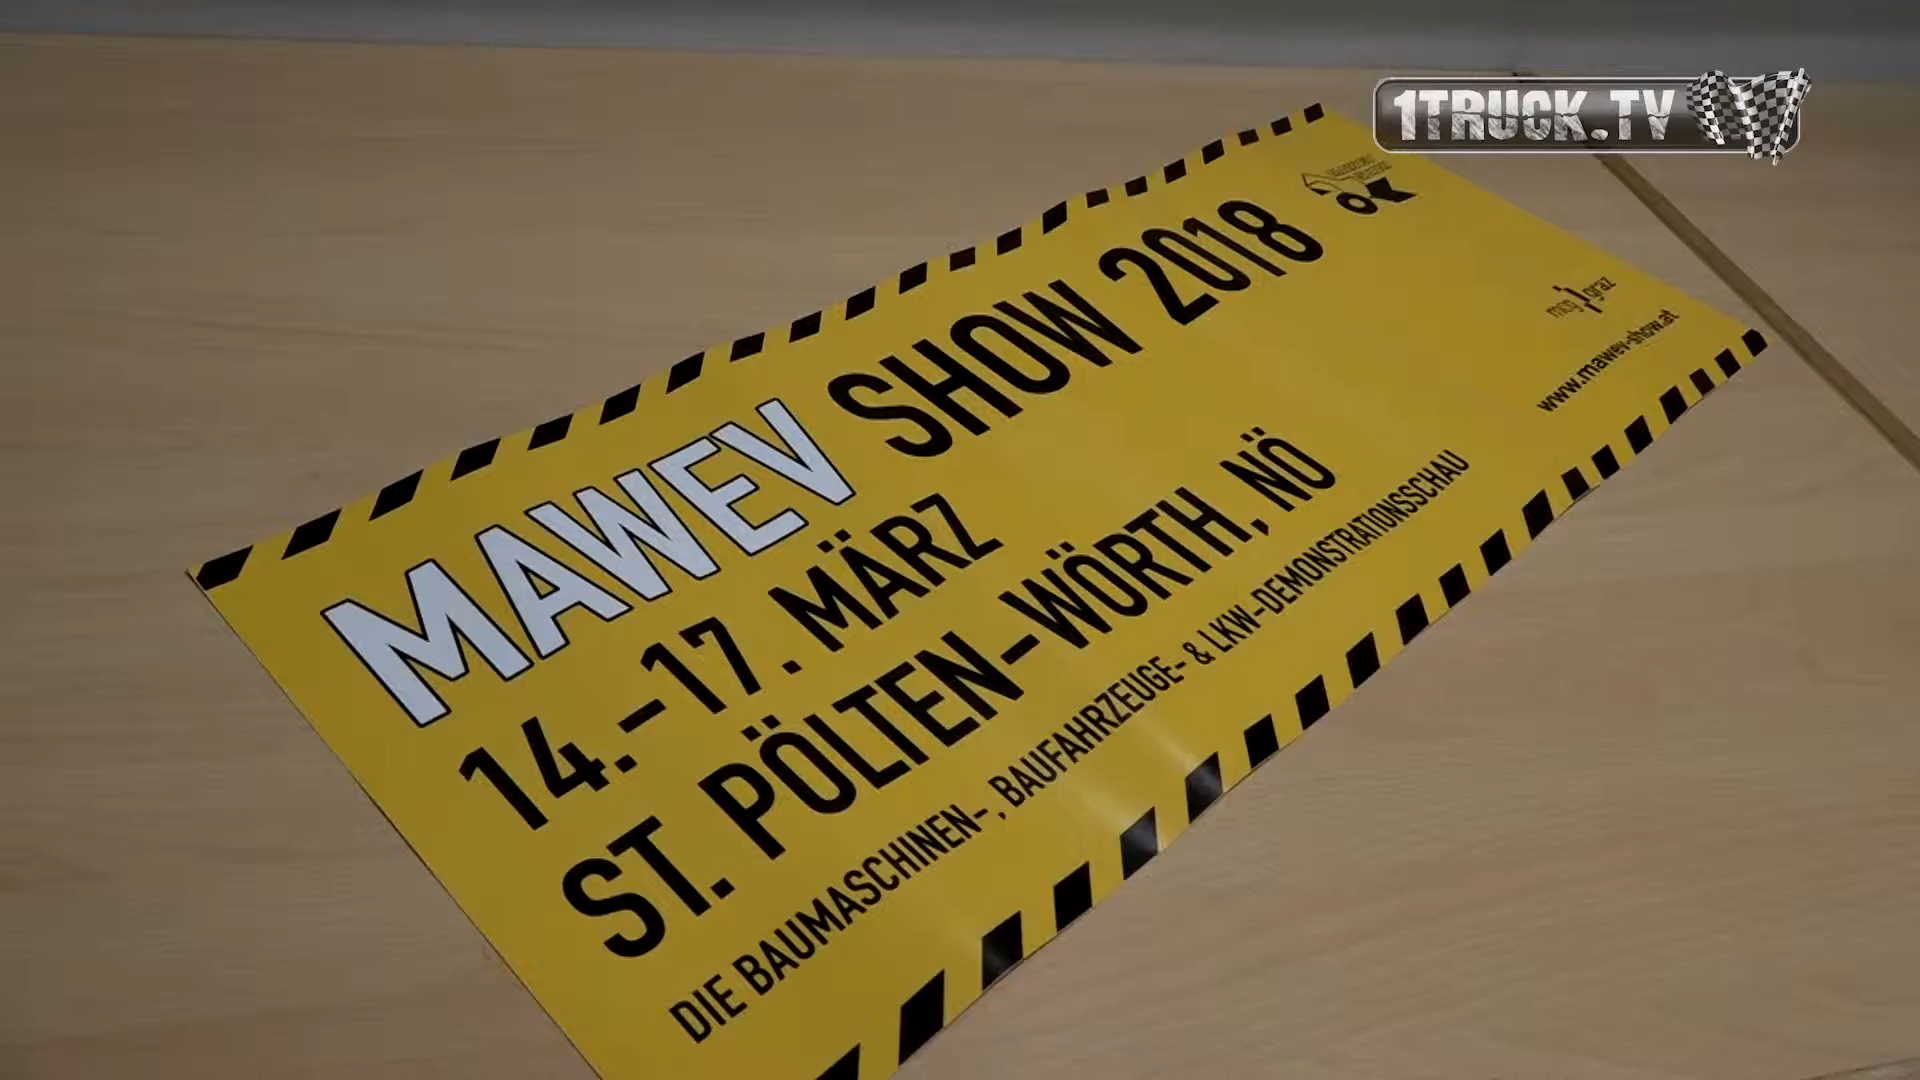 1TRUCK.TV
MAWEV SHOW 2018
14.-17. MÄRZ
ST. PÖLTEN-WÖRTH, NÖ
DIE BAUMASCHINEN-, BAUFAHRZEUGE- & LKW-DEMONSTRATIONSSCHAU
mcg graz
www.mawev-show.at